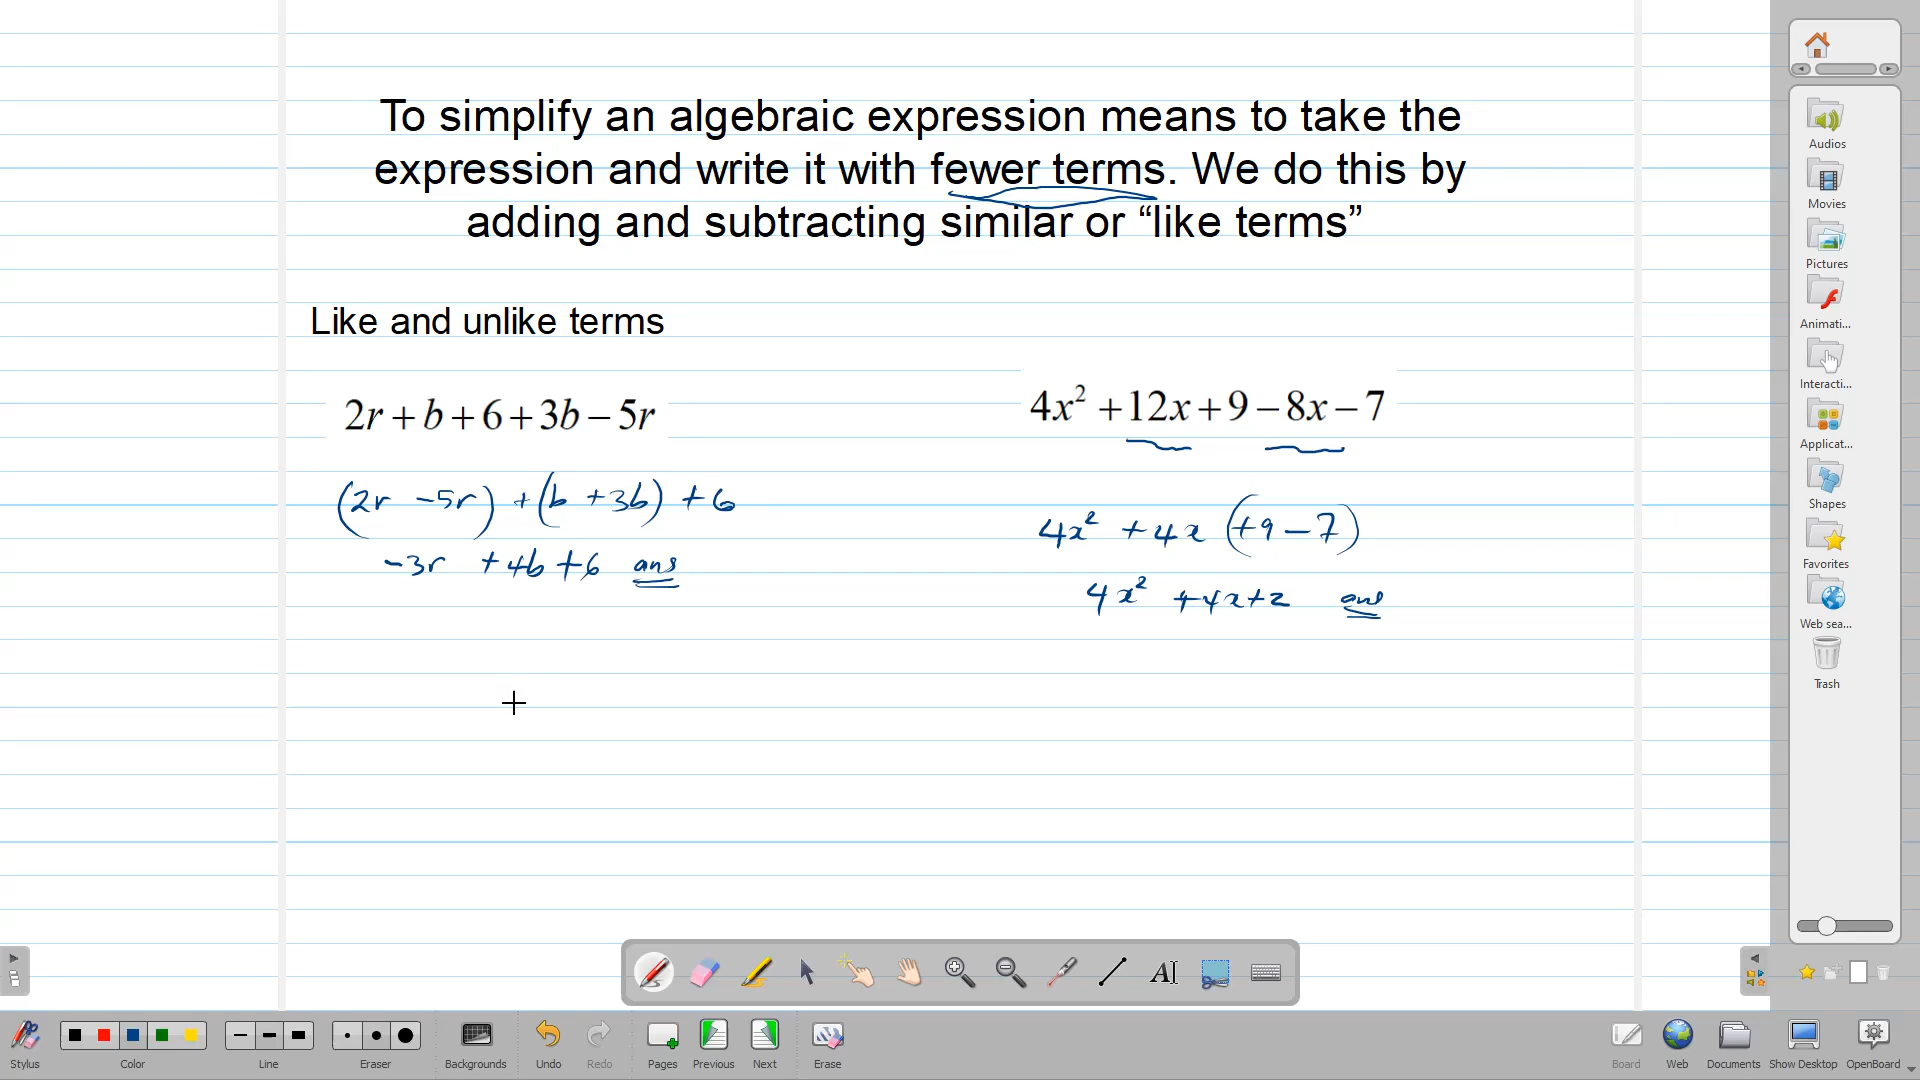 To simplify an algebraic expression means to take the
expression and write it with fewer terms. We do this by
adding and subtracting similar or “like terms”
Like and unlike terms
2r + b + 6 + 3b − 5r
(2r -5r) + (b +3b) +6
-3r +4b +6 ans
4x² +12x + 9 − 8x − 7
4x² +4x (+9 -7)
4x² +4x+2 ans
Audios
Movies
Pictures
Animati...
Interacti...
Applicat...
Shapes
Favorites
Web sea...
Trash
AI
Stylus
Color
Line
Eraser
Backgrounds
Undo
Redo
Pages
Previous
Next
Erase
Board
Web
Documents
Show Desktop
OpenBoard